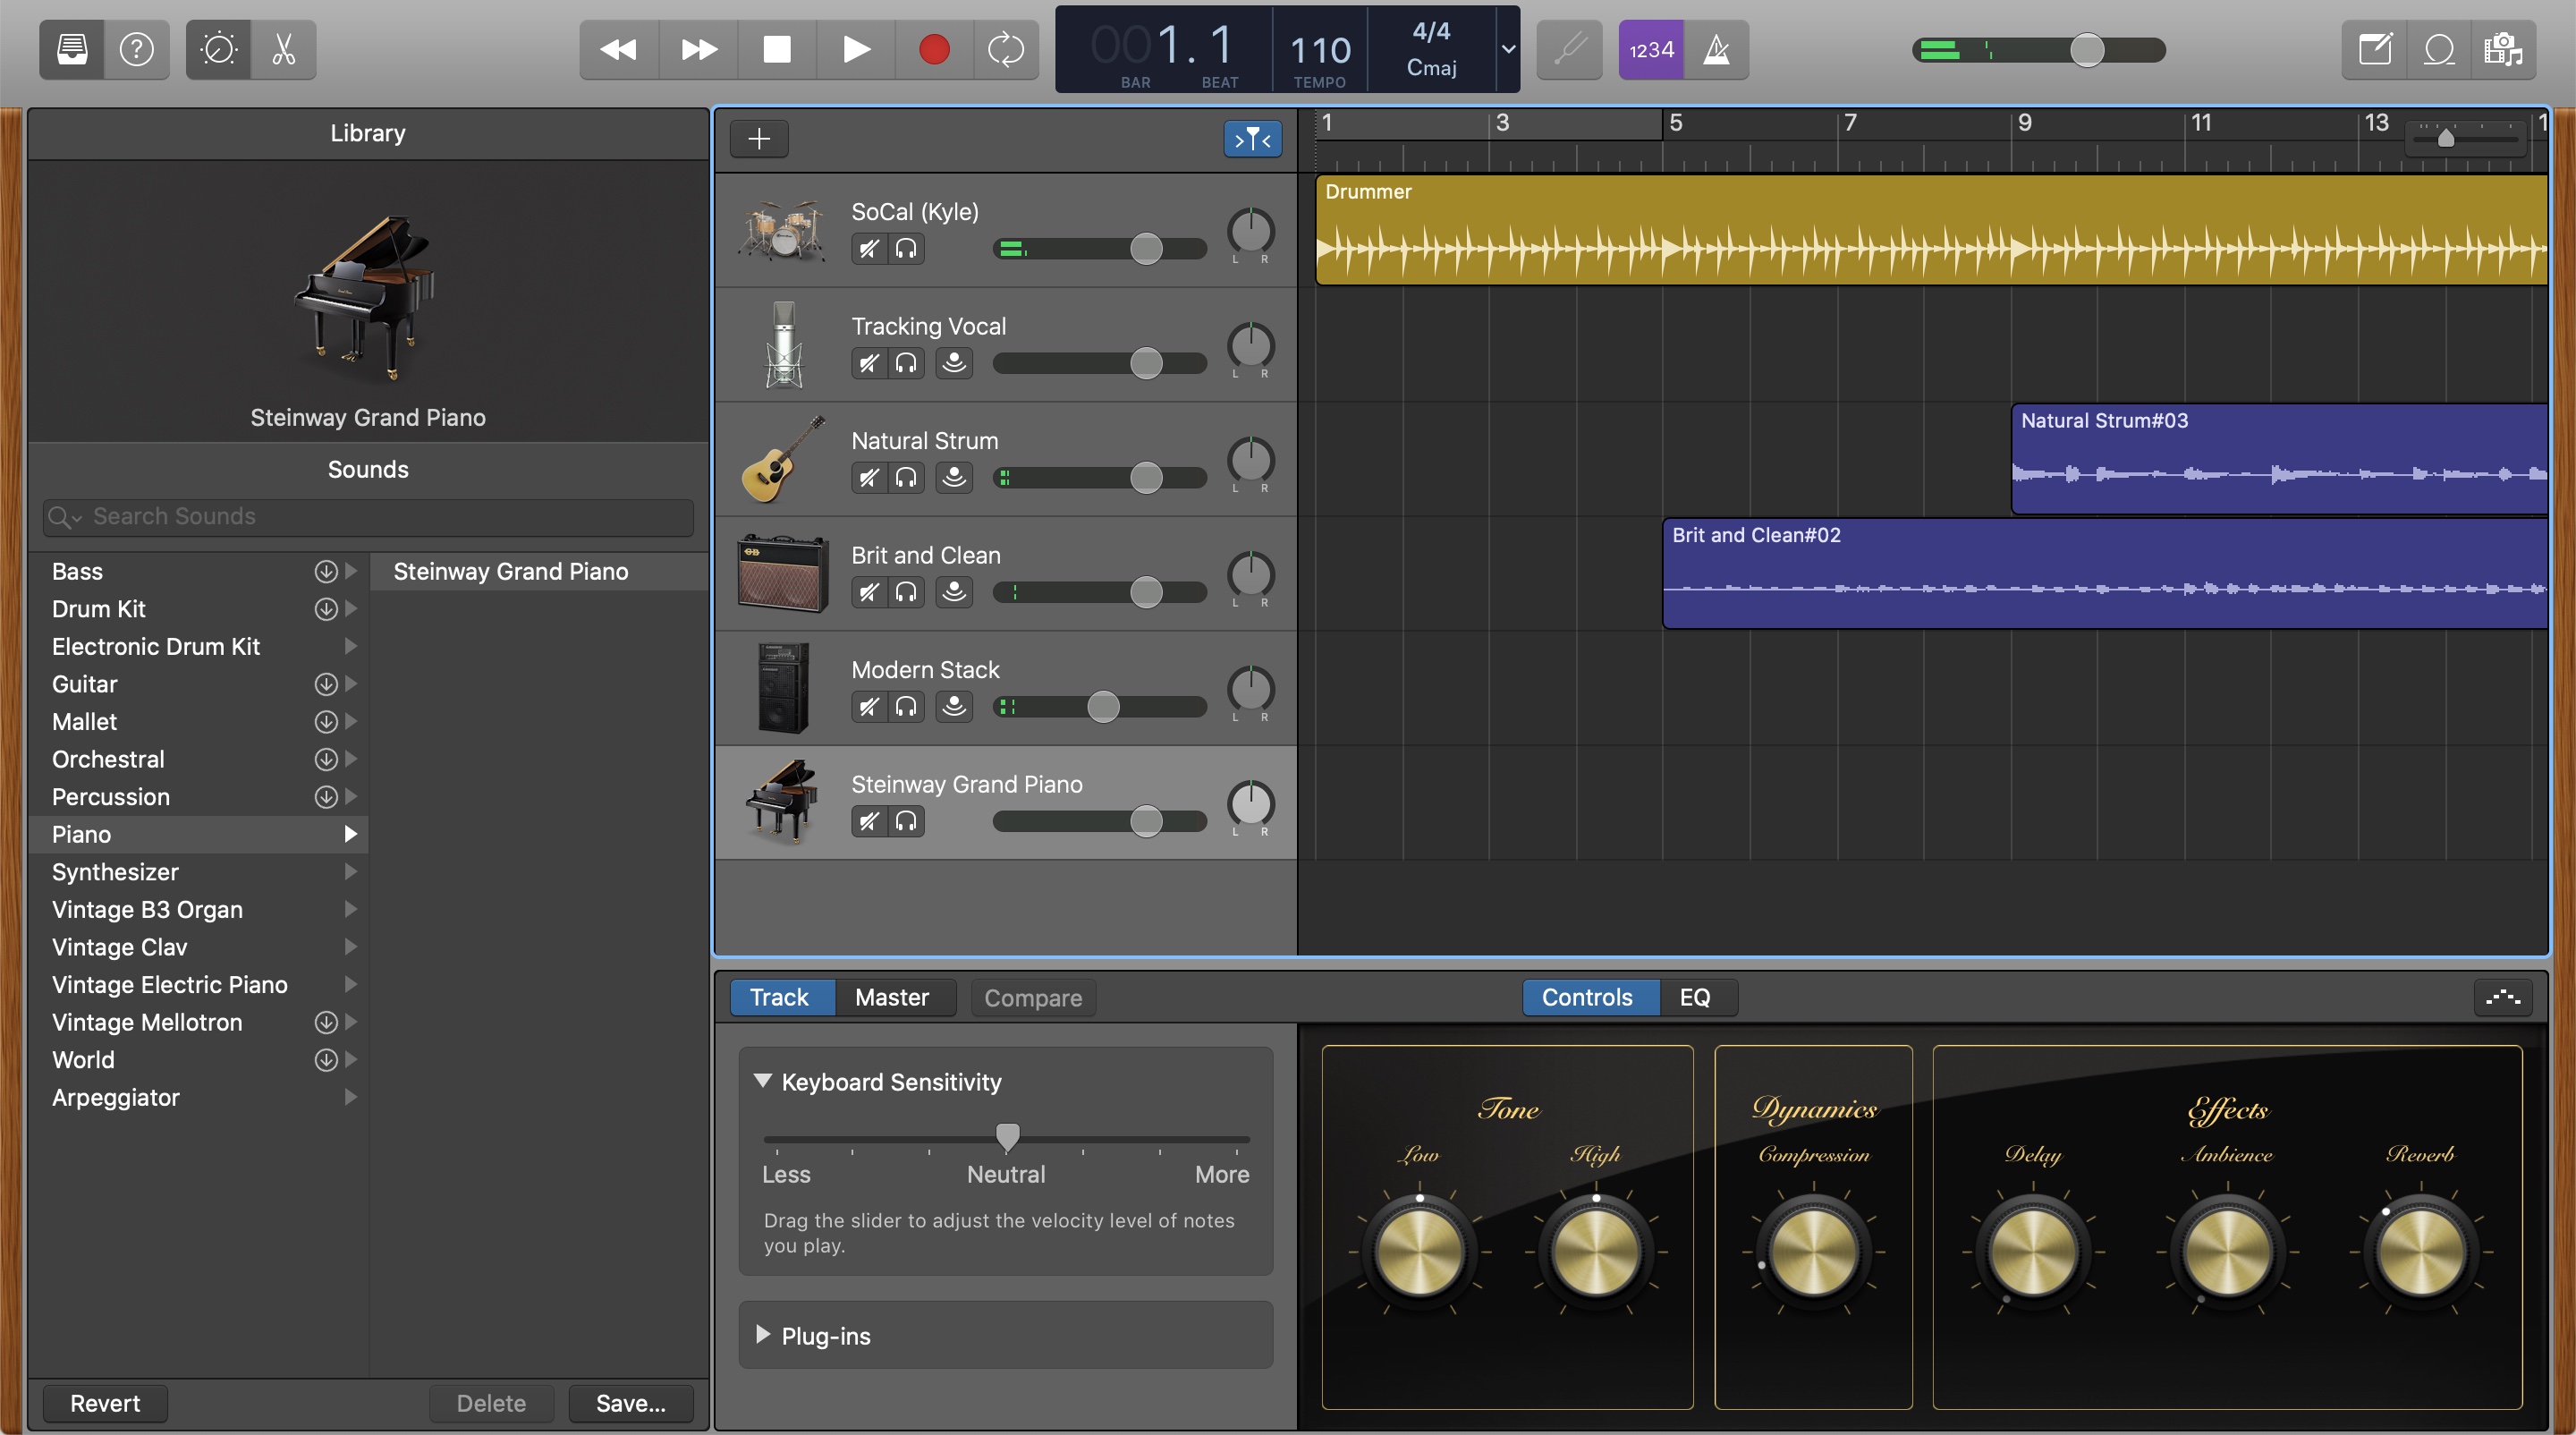 001. 1
BAR
BEAT
110
TEMPO
4/4
Cmaj
1234
Library
Steinway Grand Piano
Sounds
Search Sounds
Bass
Drum Kit
Electronic Drum Kit
Guitar
Mallet
Orchestral
Percussion
Piano
Synthesizer
Vintage B3 Organ
Vintage Clav
Vintage Electric Piano
Vintage Mellotron
World
Arpeggiator
Steinway Grand Piano
Revert
Delete
Save...
1
3
5
7
9
11
13
1
SoCal (Kyle)
L R
Drummer
Tracking Vocal
L R
Natural Strum
L R
Natural Strum#03
Brit and Clean
L R
Brit and Clean#02
Modern Stack
L R
Steinway Grand Piano
L R
Track
Master
Compare
Controls
EQ
Keyboard Sensitivity
Less
Neutral
More
Drag the slider to adjust the velocity level of notes
you play.
Plug-ins
Tone
Low
High
Dynamics
Compression
Effects
Delay
Ambience
Reverb